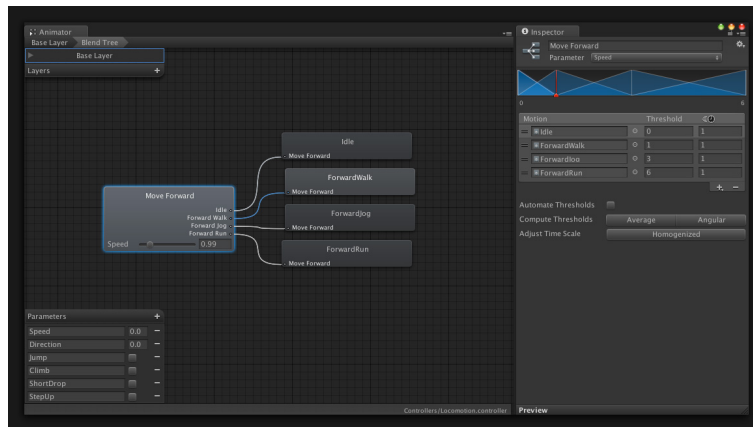 Animator
Base Layer Blend Tree
Base Layer
Layers +
Idle
Move Forward
ForwardWalk
Move Forward
ForwardJog
Move Forward
ForwardRun
Move Forward
Move Forward
Idle
Forward Walk
Forward Jog
Forward Run
Speed 0.99
Parameters +
Speed 0.0 −
Direction 0.0 −
Jump −
Climb −
ShortDrop −
StepUp −
Controllers/Locomotion.controller
Inspector
Move Forward
Parameter Speed
0 6
Motion Threshold
Idle 0 1
ForwardWalk 1 1
ForwardJog 3 1
ForwardRun 6 1
+ −
Automate Thresholds
Compute Thresholds Average Angular
Adjust Time Scale Homogenized
Preview